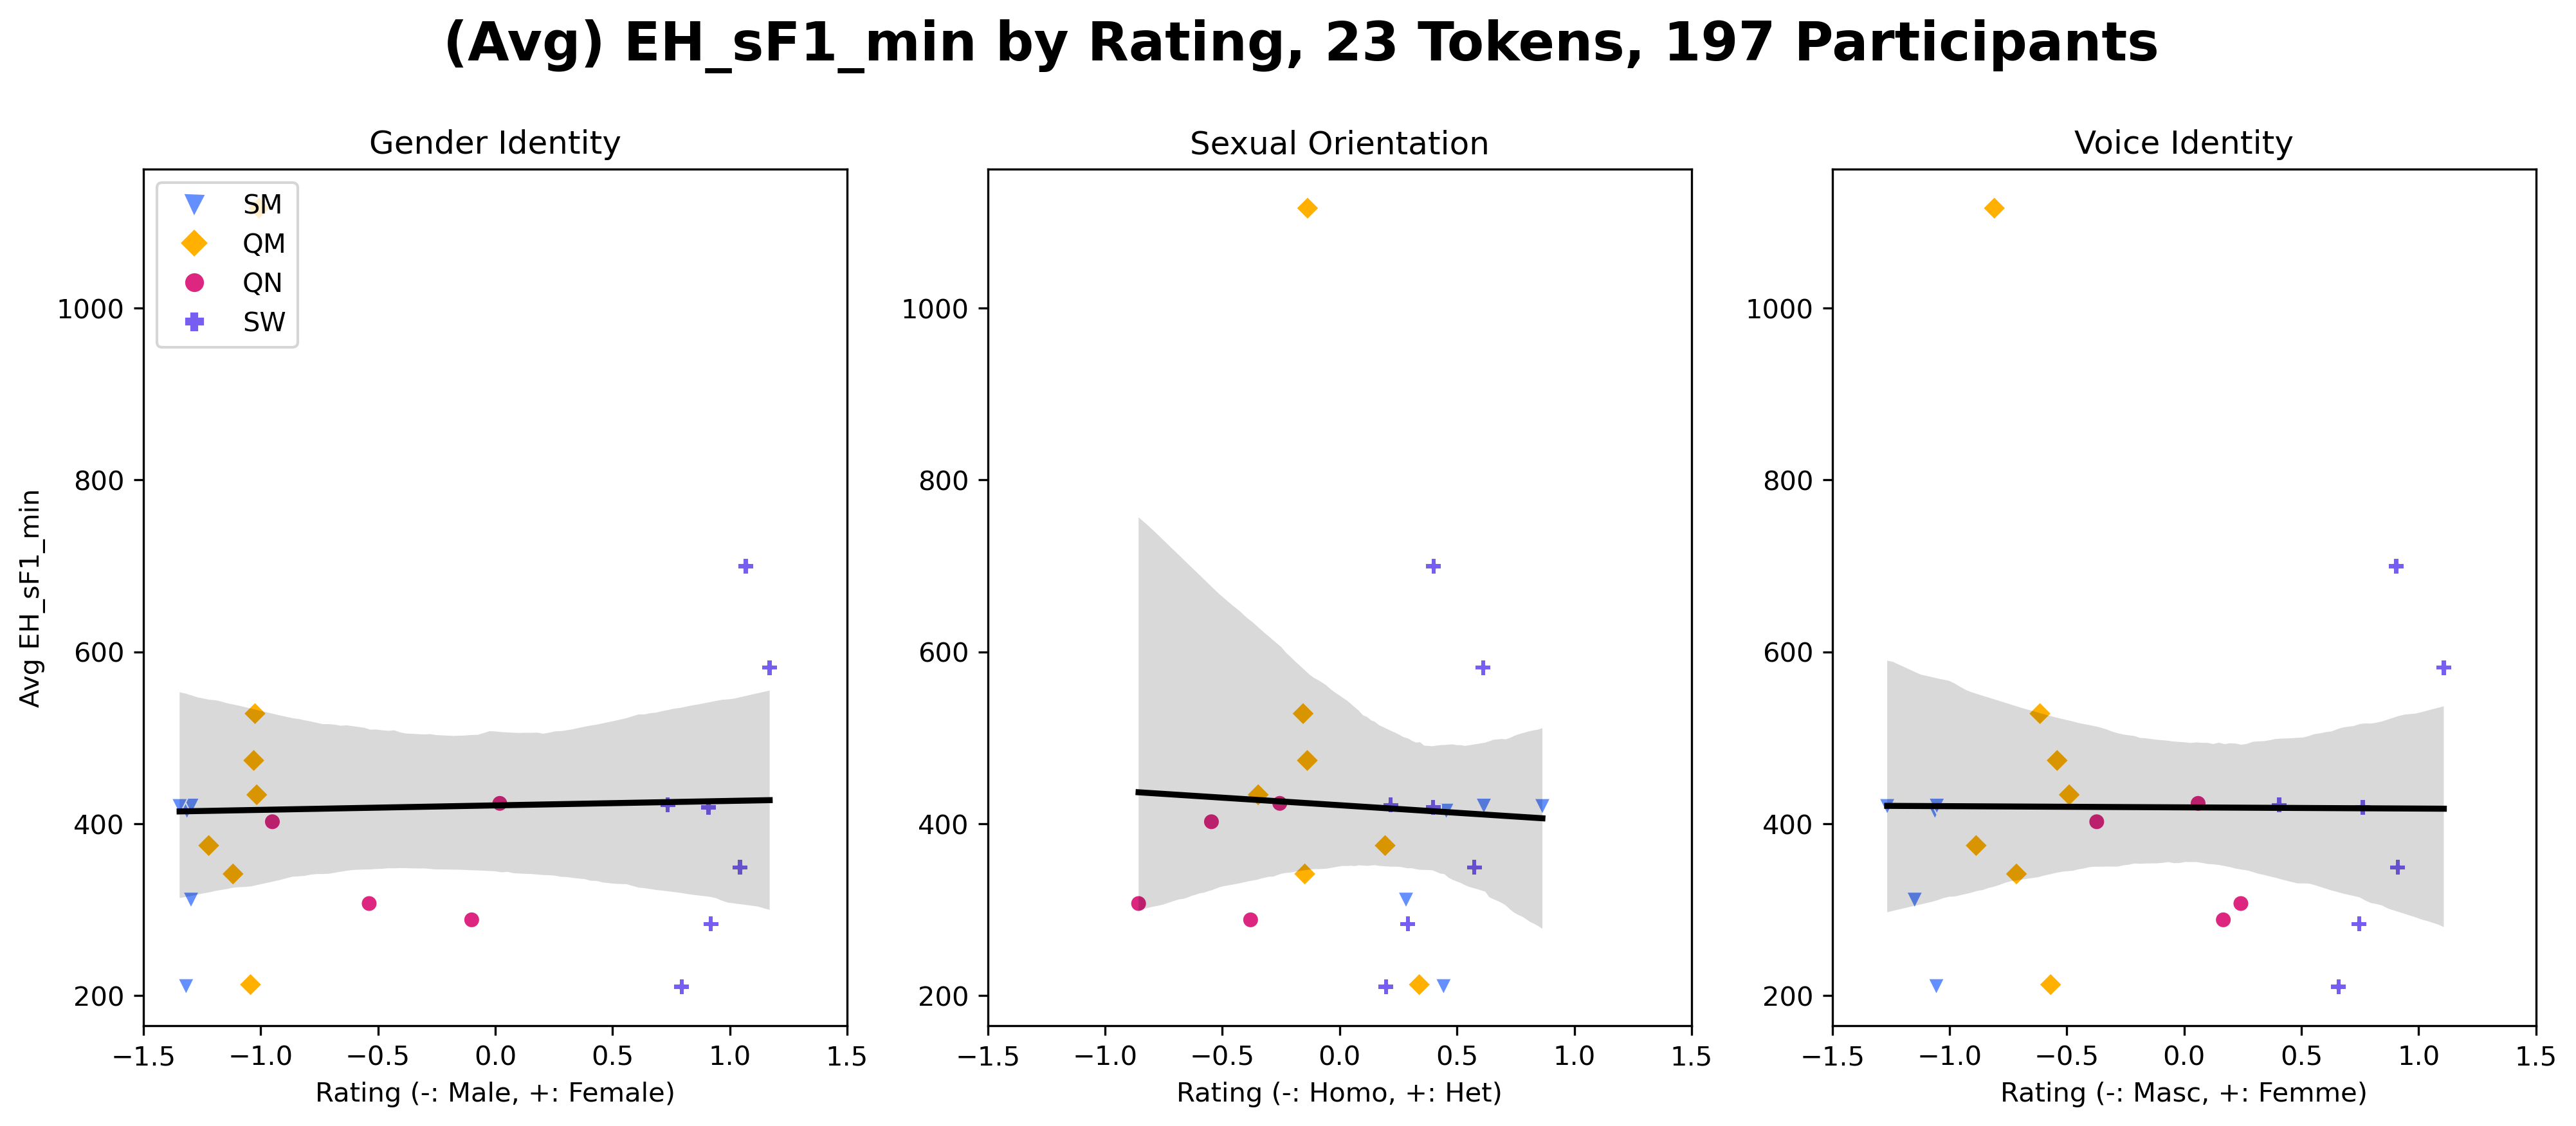 (Avg) EH_sF1_min by Rating, 23 Tokens, 197 Participants
Gender Identity
Sexual Orientation
Voice Identity
SM
QM
QN
SW
Avg EH_sF1_min
1000
800
600
400
200
−1.5 −1.0 −0.5 0.0 0.5 1.0 1.5
Rating (-: Male, +: Female)
1000
800
600
400
200
−1.5 −1.0 −0.5 0.0 0.5 1.0 1.5
Rating (-: Homo, +: Het)
1000
800
600
400
200
−1.5 −1.0 −0.5 0.0 0.5 1.0 1.5
Rating (-: Masc, +: Femme)